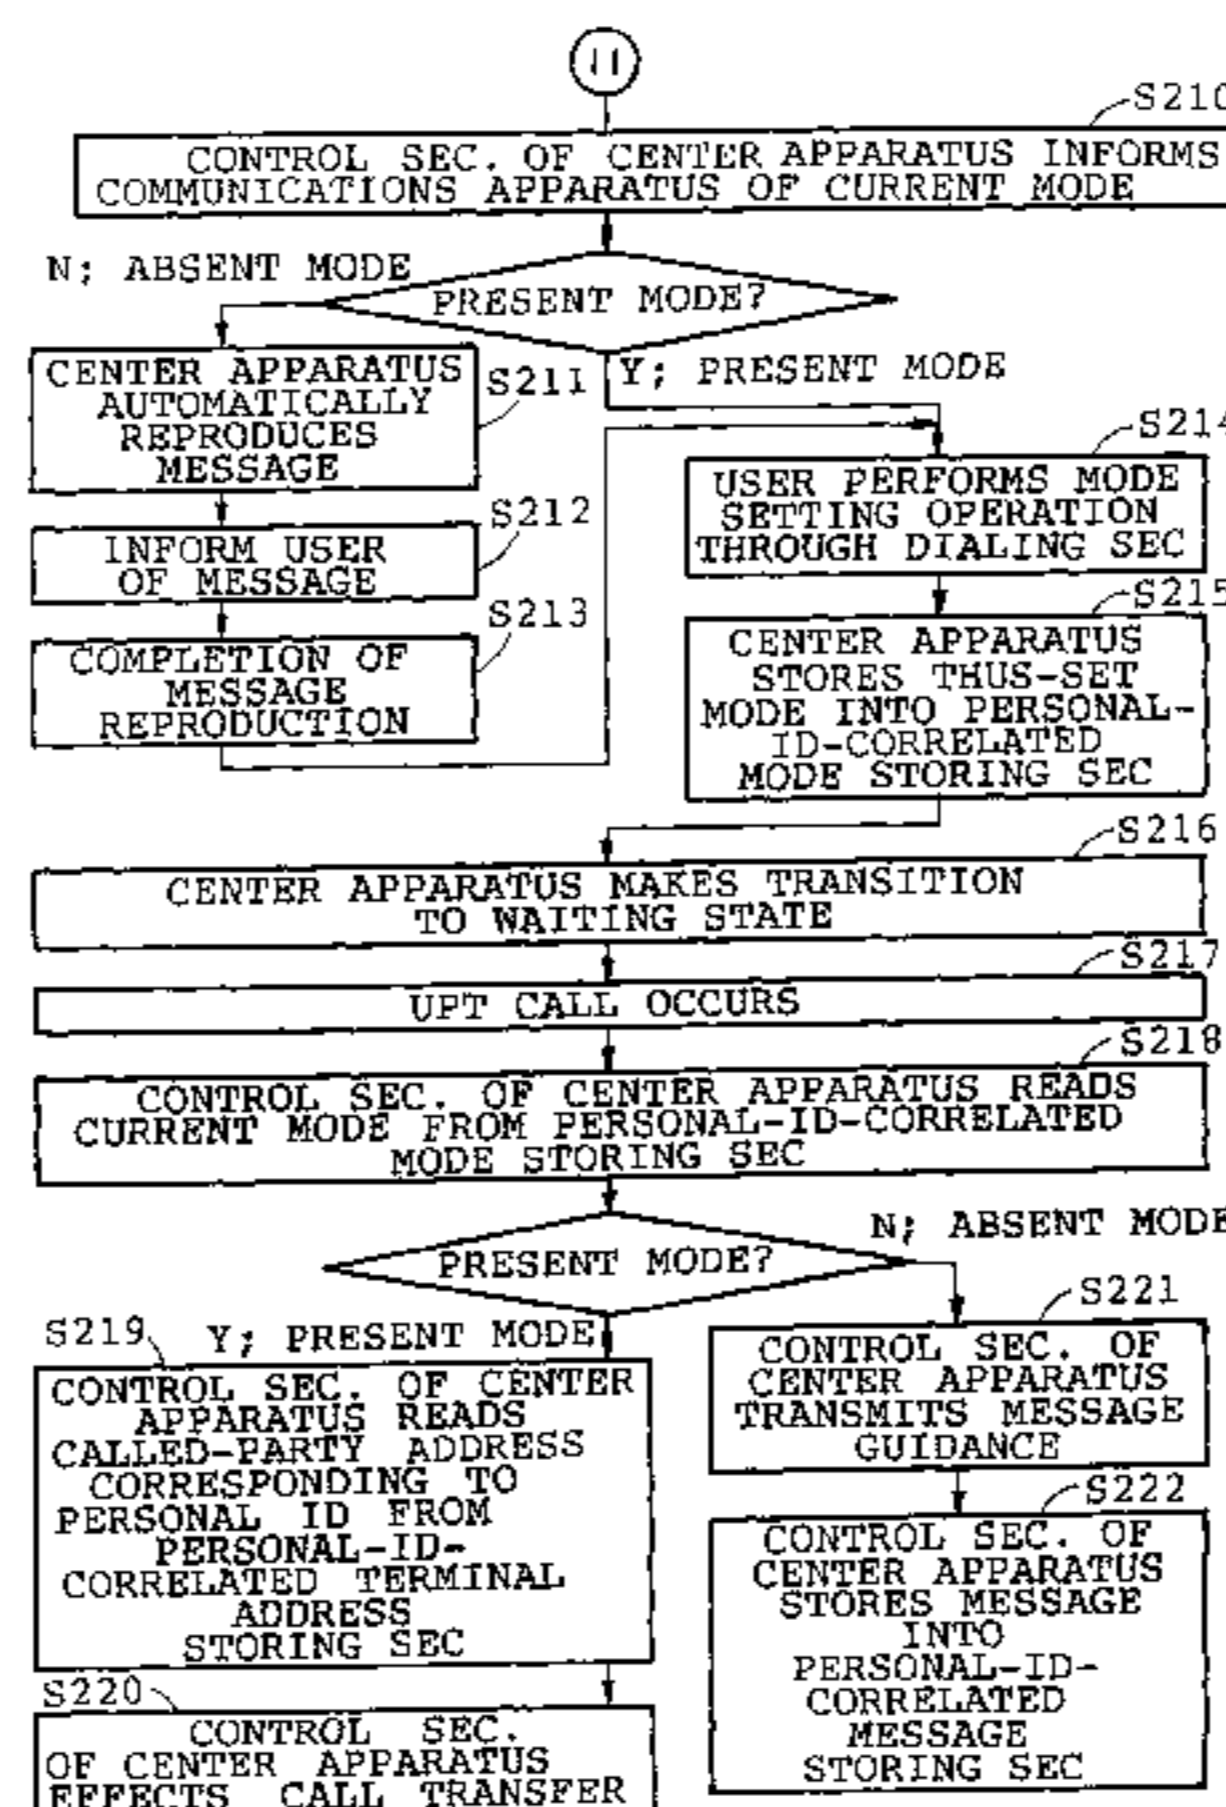 11
S210
CONTROL SEC. OF CENTER APPARATUS INFORMS
COMMUNICATIONS APPARATUS OF CURRENT MODE
N; ABSENT MODE
PRESENT MODE?
Y; PRESENT MODE
CENTER APPARATUS
AUTOMATICALLY
REPRODUCES
MESSAGE
S211
INFORM USER
OF MESSAGE
S212
COMPLETION OF
MESSAGE
REPRODUCTION
S213
S214
USER PERFORMS MODE
SETTING OPERATION
THROUGH DIALING SEC
S215
CENTER APPARATUS
STORES THUS-SET
MODE INTO PERSONAL-
ID-CORRELATED
MODE STORING SEC
S216
CENTER APPARATUS MAKES TRANSITION
TO WAITING STATE
S217
UPT CALL OCCURS
S218
CONTROL SEC. OF CENTER APPARATUS READS
CURRENT MODE FROM PERSONAL-ID-CORRELATED
MODE STORING SEC
N; ABSENT MODE
PRESENT MODE?
S219
Y; PRESENT MODE
CONTROL SEC. OF CENTER
APPARATUS READS
CALLED-PARTY ADDRESS
CORRESPONDING TO
PERSONAL ID FROM
PERSONAL-ID-
CORRELATED TERMINAL
ADDRESS
STORING SEC
S220
CONTROL SEC.
OF CENTER APPARATUS
EFFECTS CALL TRANSFER
S221
CONTROL SEC. OF
CENTER APPARATUS
TRANSMITS MESSAGE
GUIDANCE
S222
CONTROL SEC. OF
CENTER APPARATUS
STORES MESSAGE
INTO
PERSONAL-ID-
CORRELATED
MESSAGE
STORING SEC